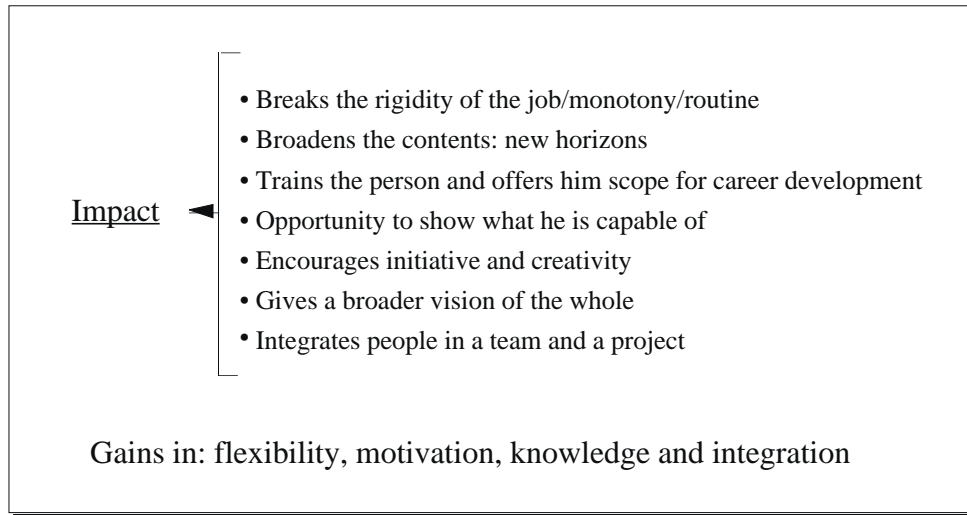 • Breaks the rigidity of the job/monotony/routine
• Broadens the contents: new horizons
• Trains the person and offers him scope for career development
Impact
• Opportunity to show what he is capable of
• Encourages initiative and creativity
• Gives a broader vision of the whole
• Integrates people in a team and a project
Gains in: flexibility, motivation, knowledge and integration